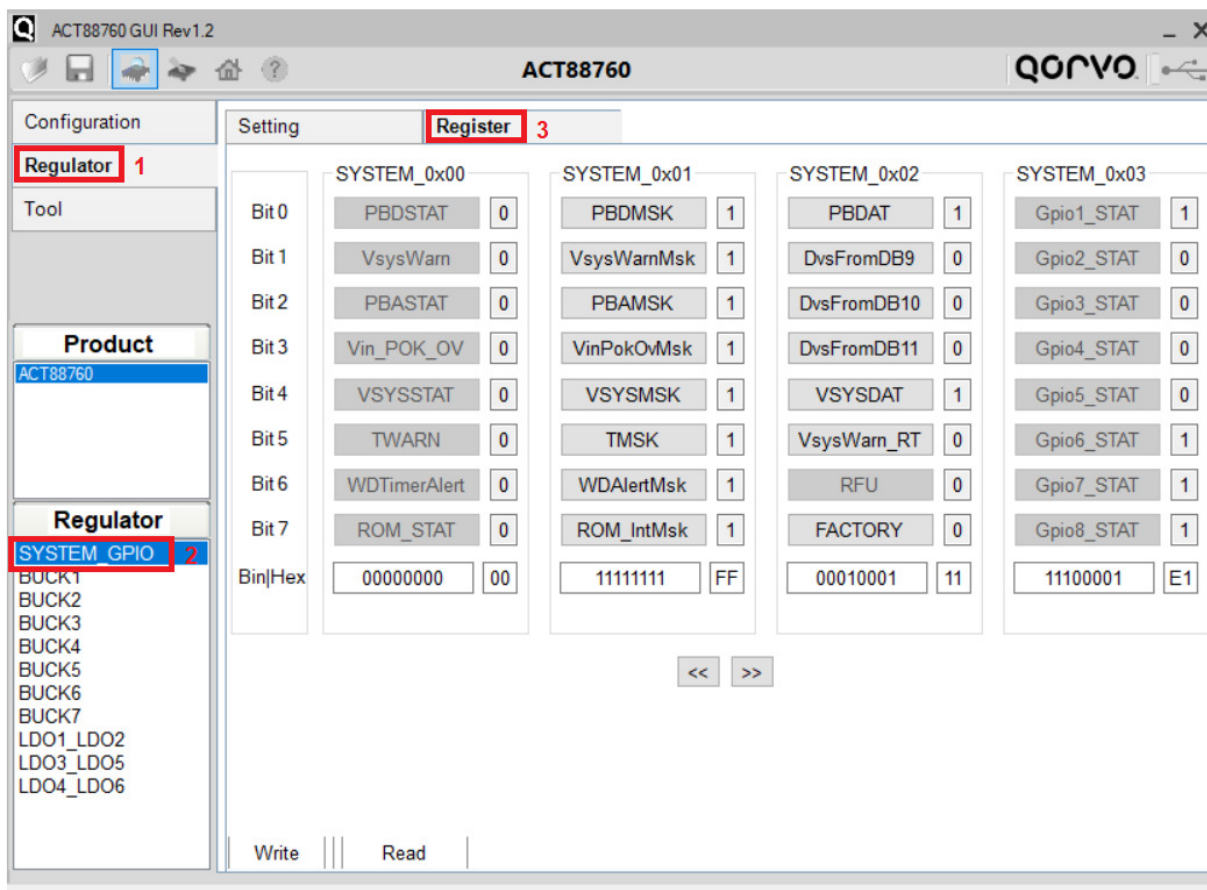 ACT88760 GUI Rev1.2
ACT88760
QORVO
Configuration
Regulator 1
Tool
Product
ACT88760
Regulator
SYSTEM_GPIO 2
BUCK1
BUCK2
BUCK3
BUCK4
BUCK5
BUCK6
BUCK7
LDO1_LDO2
LDO3_LDO5
LDO4_LDO6
Setting Register 3
SYSTEM_0x00 SYSTEM_0x01 SYSTEM_0x02 SYSTEM_0x03
Bit 0 PBDSTAT 0 PBDMSK 1 PBDAT 1 Gpio1_STAT 1
Bit 1 VsysWarn 0 VsysWarnMsk 1 DvsFromDB9 0 Gpio2_STAT 0
Bit 2 PBASTAT 0 PBAMSK 1 DvsFromDB10 0 Gpio3_STAT 0
Bit 3 Vin_POK_OV 0 VinPokOvMsk 1 DvsFromDB11 0 Gpio4_STAT 0
Bit 4 VSYSSTAT 0 VSYSMSK 1 VSYSDAT 1 Gpio5_STAT 0
Bit 5 TWARN 0 TMSK 1 VsysWarn_RT 0 Gpio6_STAT 1
Bit 6 WDTimerAlert 0 WDAlertMsk 1 RFU 0 Gpio7_STAT 1
Bit 7 ROM_STAT 0 ROM_IntMsk 1 FACTORY 0 Gpio8_STAT 1
Bin|Hex 00000000 00 11111111 FF 00010001 11 11100001 E1
<< >>
Write Read